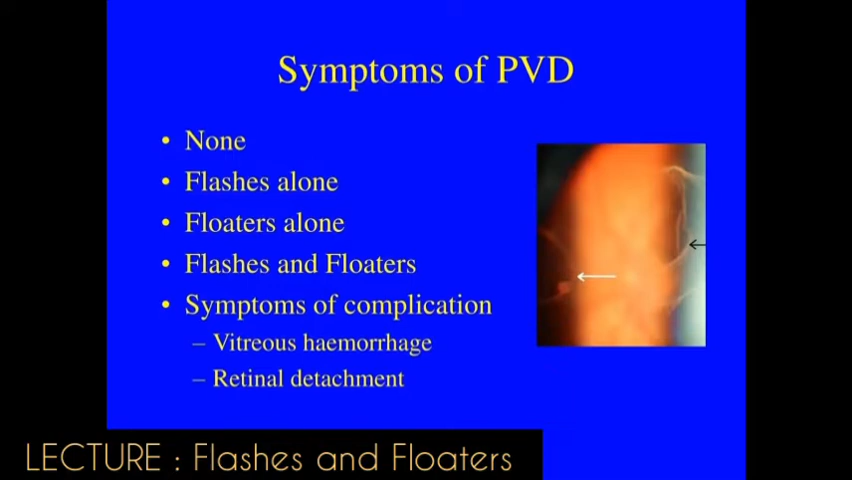 Symptoms of PVD
• None
• Flashes alone
• Floaters alone
• Flashes and Floaters
• Symptoms of complication
– Vitreous haemorrhage
– Retinal detachment
LECTURE : Flashes and Floaters